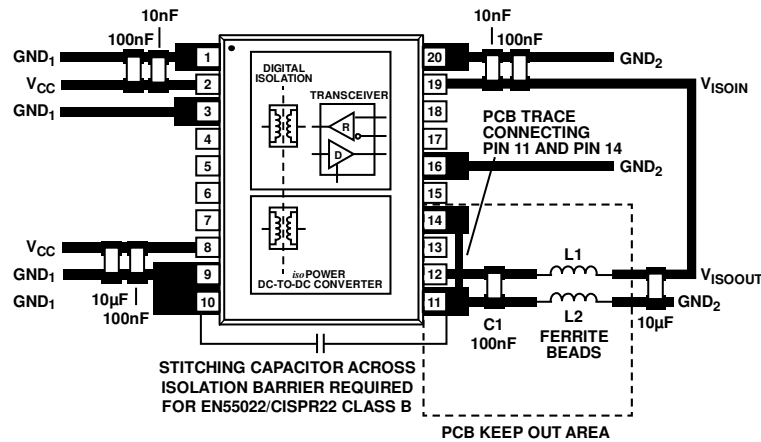 10nF
100nF
GND1
VCC
GND1
1
2
3
4
5
6
7
8
9
10
VCC
GND1
GND1
10µF
100nF
DIGITAL
ISOLATION
TRANSCEIVER
R
D
isoPOWER
DC-TO-DC CONVERTER
20
19
18
17
16
15
14
13
12
11
10nF
100nF
GND2
VISOIN
PCB TRACE
CONNECTING
PIN 11 AND PIN 14
GND2
L1
VISOOUT
GND2
L2
C1
100nF
FERRITE
BEADS
10µF
STITCHING CAPACITOR ACROSS
ISOLATION BARRIER REQUIRED
FOR EN55022/CISPR22 CLASS B
PCB KEEP OUT AREA